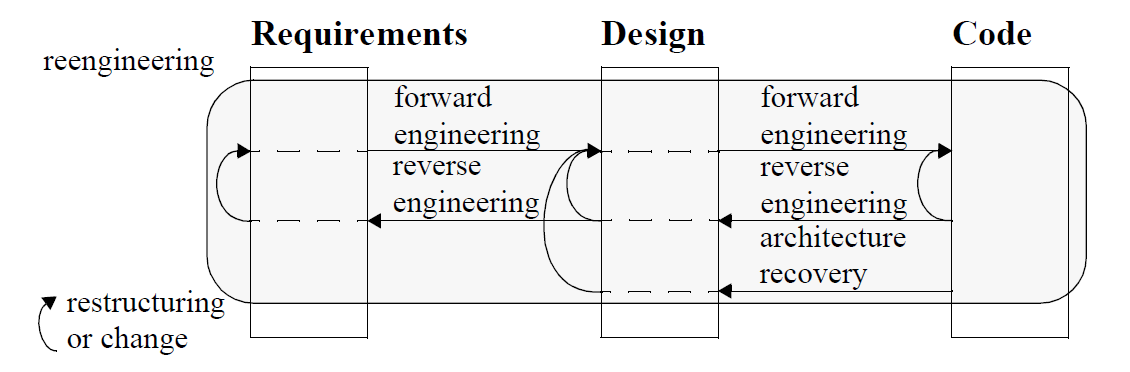 Requirements
Design
Code
reengineering
forward
engineering
reverse
engineering
forward
engineering
reverse
engineering
architecture
recovery
restructuring
or change